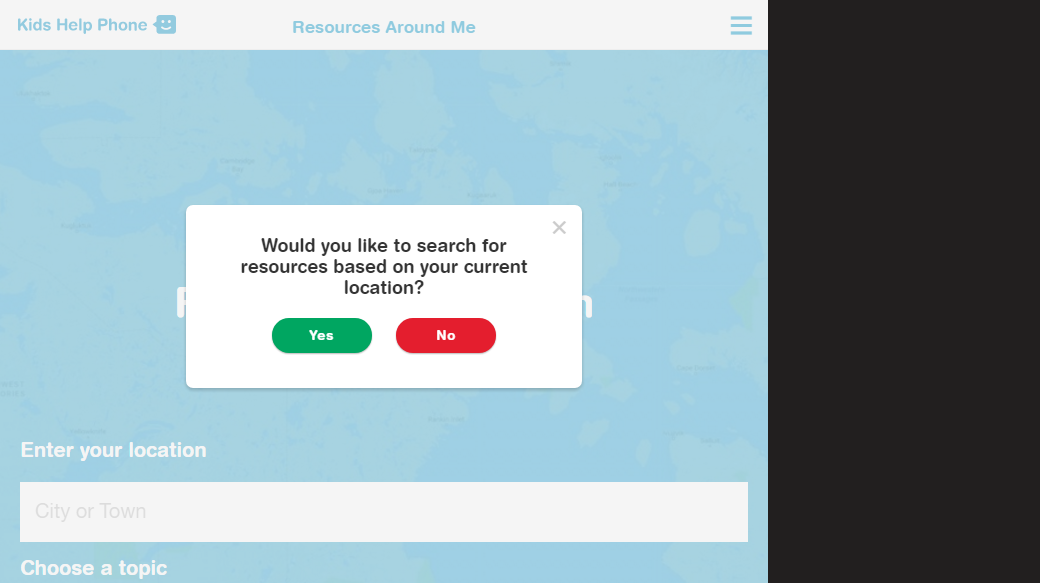 Kids Help Phone
Resources Around Me
Would you like to search for
resources based on your current
location?
Yes
No
Enter your location
City or Town
Choose a topic